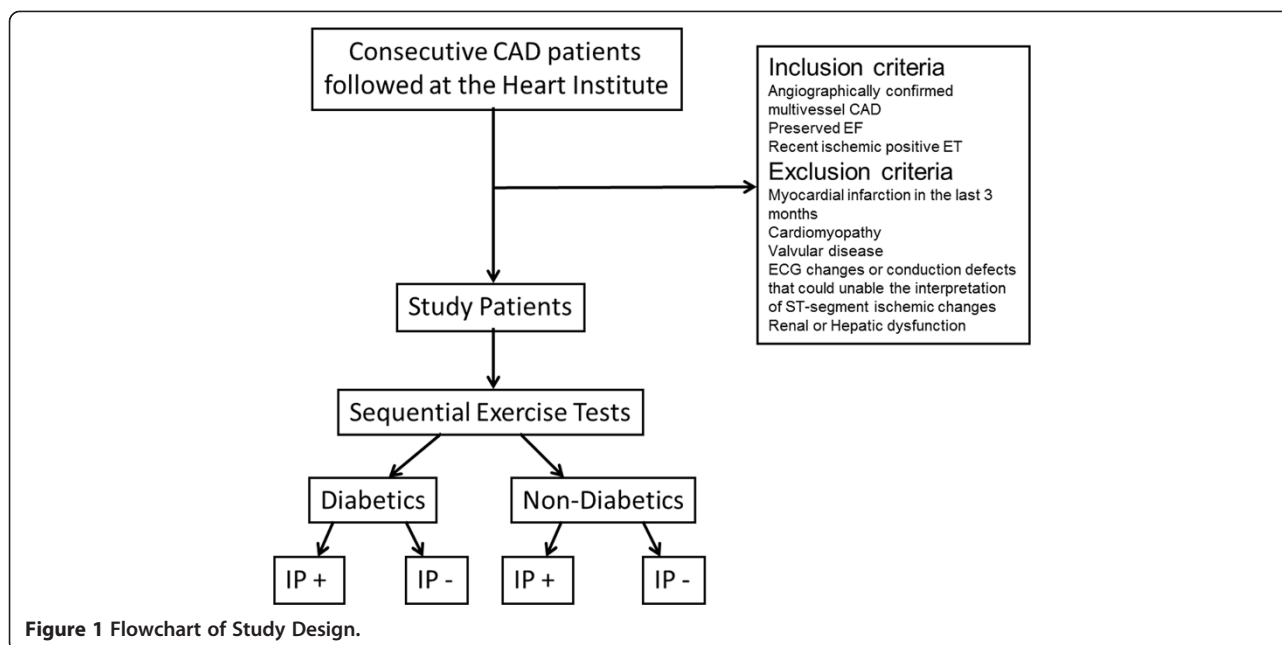 Consecutive CAD patients
followed at the Heart Institute
Inclusion criteria
Angiographically confirmed
multivessel CAD
Preserved EF
Recent ischemic positive ET
Exclusion criteria
Myocardial infarction in the last 3
months
Cardiomyopathy
Valvular disease
ECG changes or conduction defects
that could unable the interpretation
of ST-segment ischemic changes
Renal or Hepatic dysfunction
Study Patients
Sequential Exercise Tests
Diabetics
Non-Diabetics
IP +
IP -
IP +
IP -
Figure 1 Flowchart of Study Design.